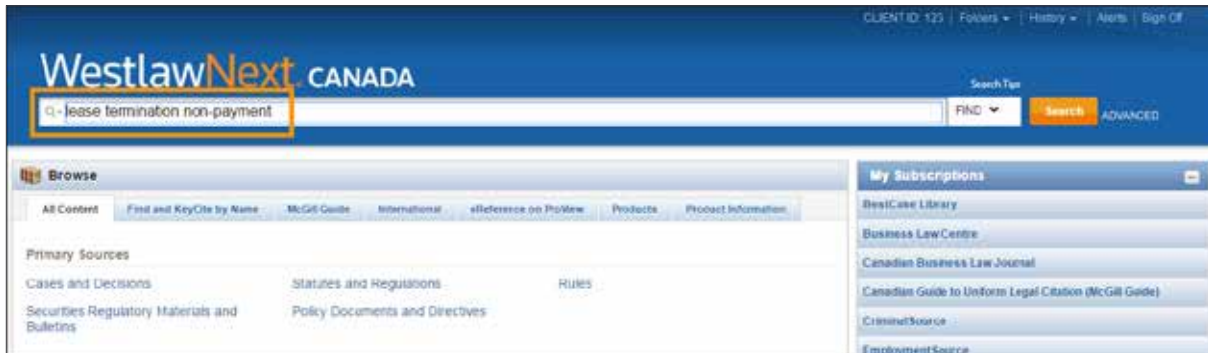 CLIENT ID: 123 | Folders | History | Alerts | Sign Off
WestlawNext. CANADA
Search Tips
lease termination non-payment
FIND
Search
ADVANCED
Browse
My Subscriptions
All Content Find and KeyCite by Name McGill Guide International eReference on ProView Products Product Information
BestCase Library
Business Law Centre
Primary Sources
Canadian Business Law Journal
Cases and Decisions Statutes and Regulations Rules
Canadian Guide to Uniform Legal Citation (McGill Guide)
Securities Regulatory Materials and Bulletins
Policy Documents and Directives
CriminalSource
EmploymentSource